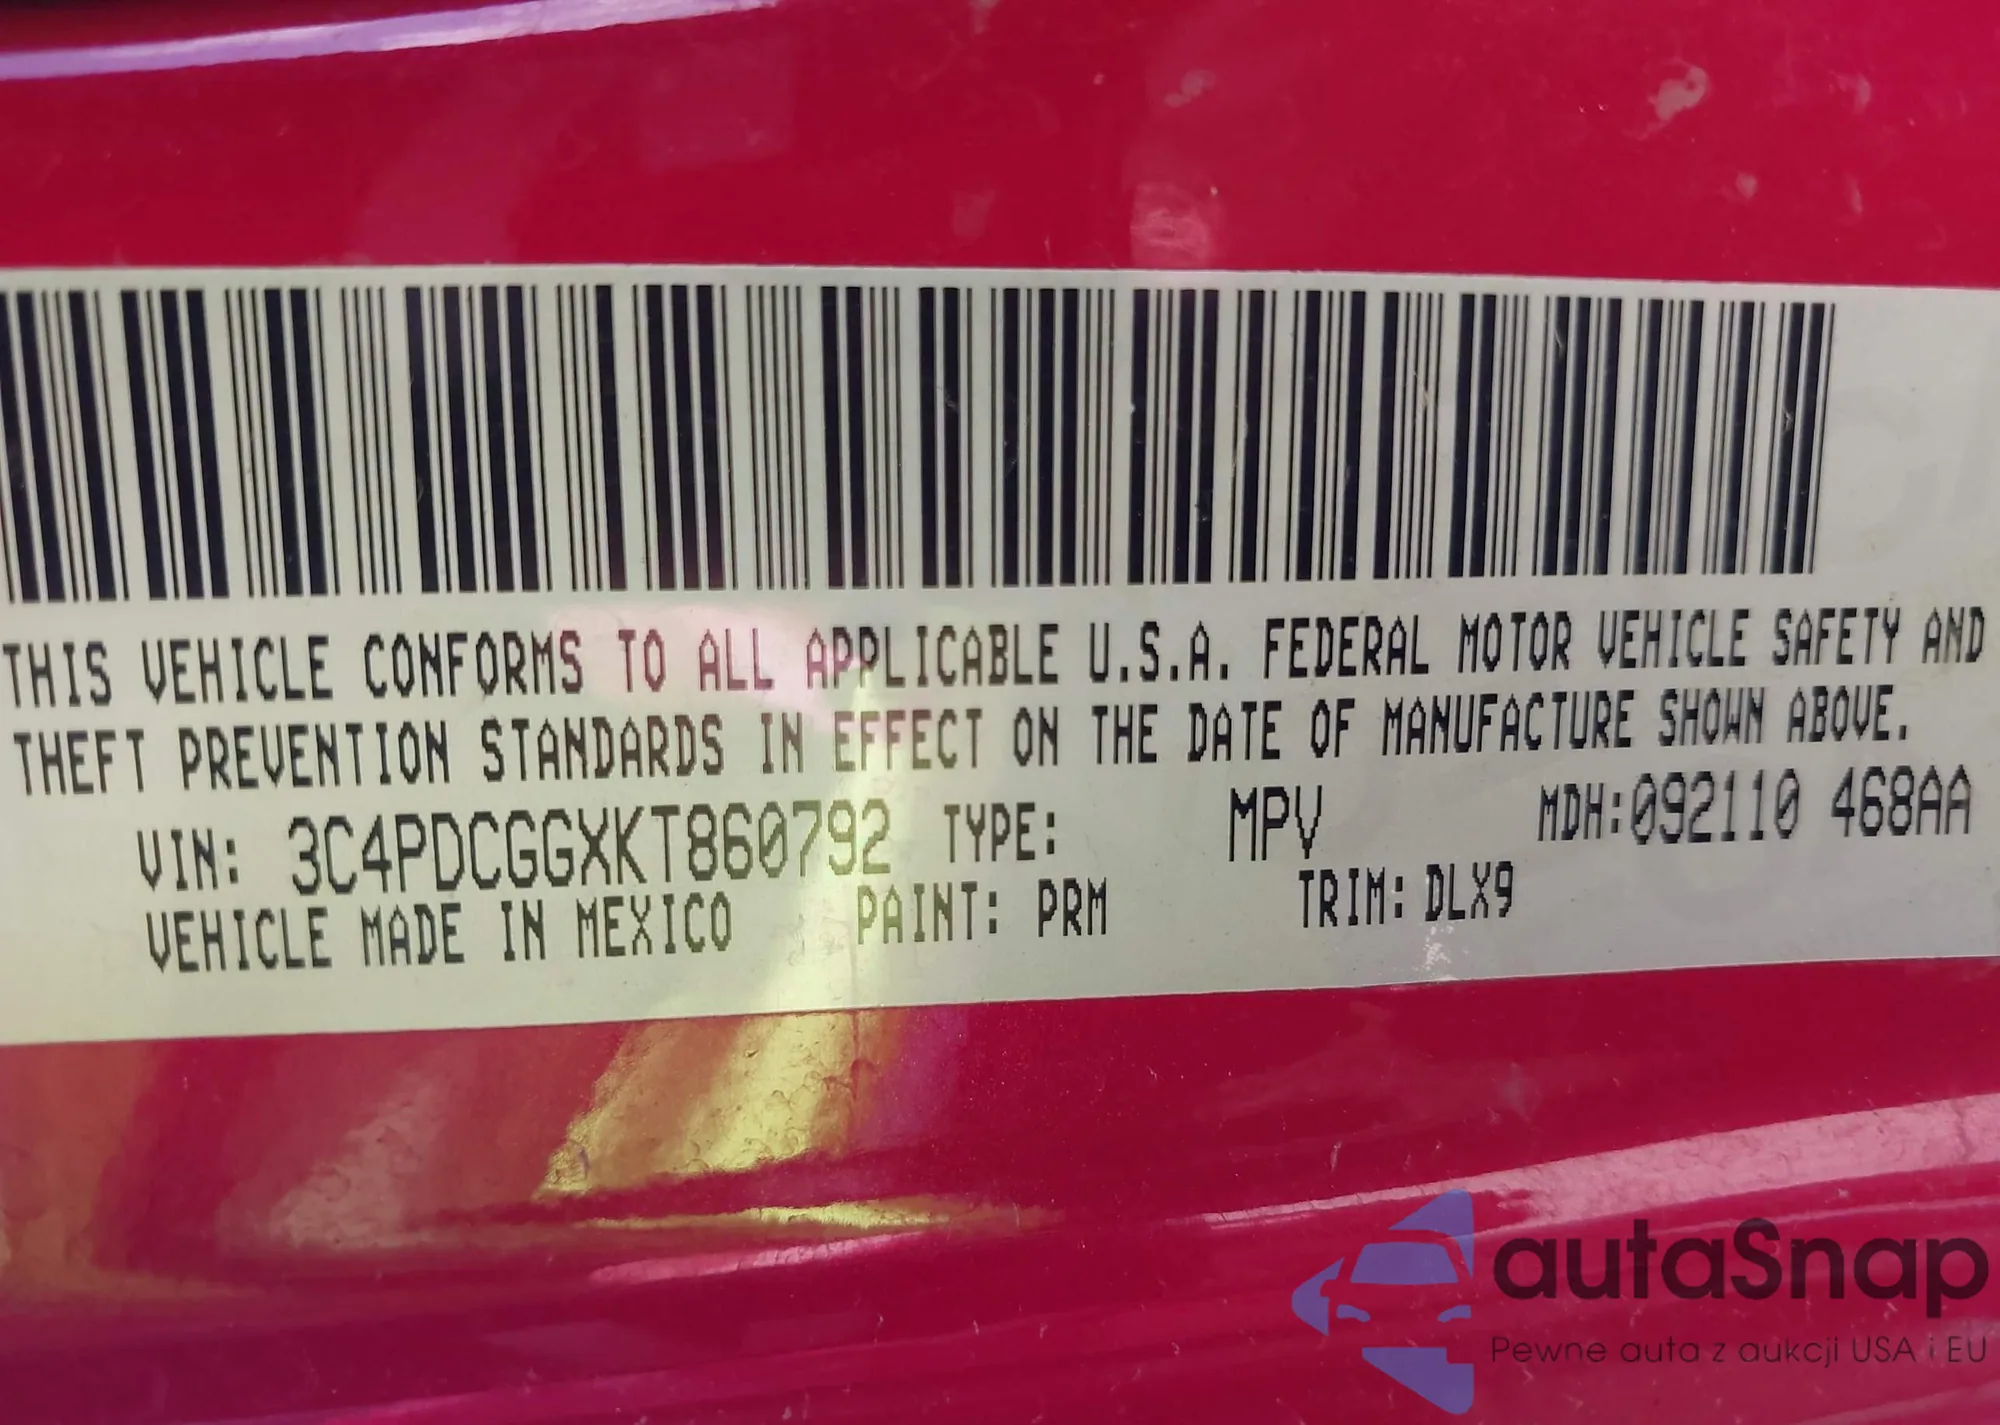 THIS VEHICLE CONFORMS TO ALL APPLICABLE U.S.A. FEDERAL MOTOR VEHICLE SAFETY AND
THEFT PREVENTION STANDARDS IN EFFECT ON THE DATE OF MANUFACTURE SHOWN ABOVE.
VIN: 3C4PDCGGXKT860792 TYPE: MPV MDH:092110 468AA
VEHICLE MADE IN MEXICO PAINT: PRM TRIM: DLX9
autaSnap
Pewne auta z aukcji USA i EU